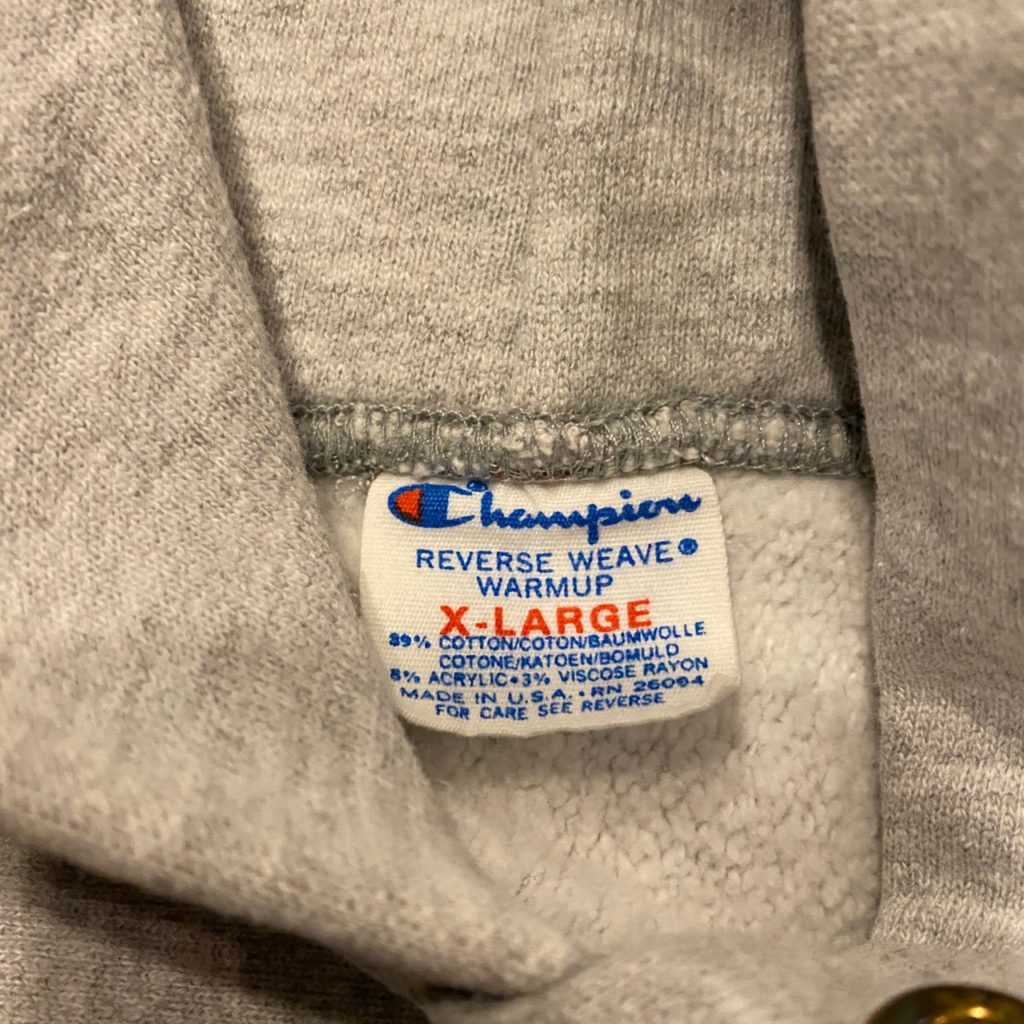 Champion
REVERSE WEAVE®
WARMUP
X-LARGE
89% COTTON/COTON/BAUMWOLLE
COTONE/KATOEN/BOMULD
8% ACRYLIC•3% VISCOSE RAYON
MADE IN U.S.A.•RN 26094
FOR CARE SEE REVERSE